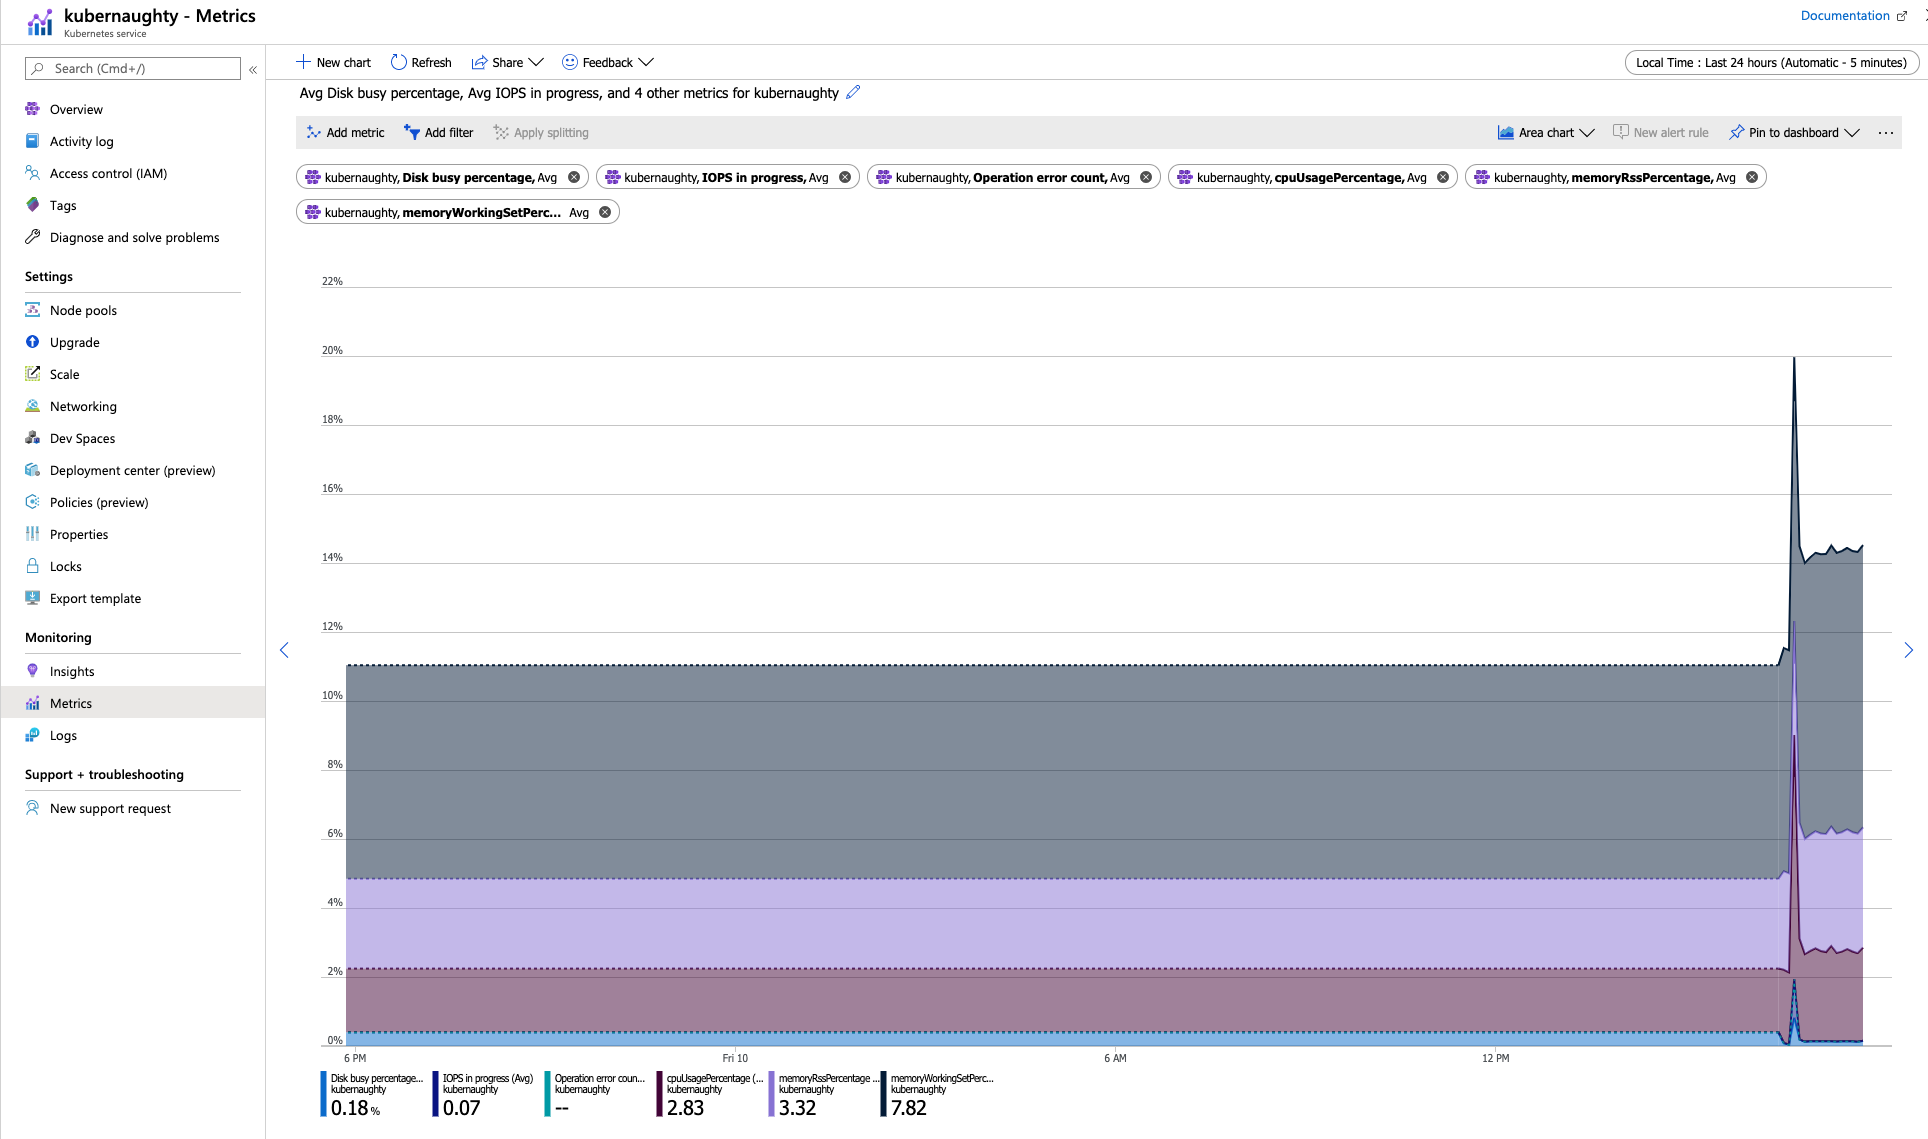 kubernaughty - Metrics
Kubernetes service
Documentation
Search (Cmd+/)
«
Overview
Activity log
Access control (IAM)
Tags
Diagnose and solve problems
Settings
Node pools
Upgrade
Scale
Networking
Dev Spaces
Deployment center (preview)
Policies (preview)
Properties
Locks
Export template
Monitoring
Insights
Metrics
Logs
Support + troubleshooting
New support request
New chart Refresh Share Feedback
Local Time : Last 24 hours (Automatic - 5 minutes)
Avg Disk busy percentage, Avg IOPS in progress, and 4 other metrics for kubernaughty
Add metric Add filter Apply splitting
Area chart New alert rule Pin to dashboard ...
kubernaughty, Disk busy percentage, Avg
kubernaughty, IOPS in progress, Avg
kubernaughty, Operation error count, Avg
kubernaughty, cpuUsagePercentage, Avg
kubernaughty, memoryRssPercentage, Avg
kubernaughty, memoryWorkingSetPerc... Avg
22%
20%
18%
16%
14%
12%
10%
8%
6%
4%
2%
0%
6 PM Fri 10 6 AM 12 PM
Disk busy percentage...
kubernaughty
0.18 %
IOPS in progress (Avg)
kubernaughty
0.07
Operation error coun...
kubernaughty
--
cpuUsagePercentage (...
kubernaughty
2.83
memoryRssPercentage ...
kubernaughty
3.32
memoryWorkingSetPerc...
kubernaughty
7.82